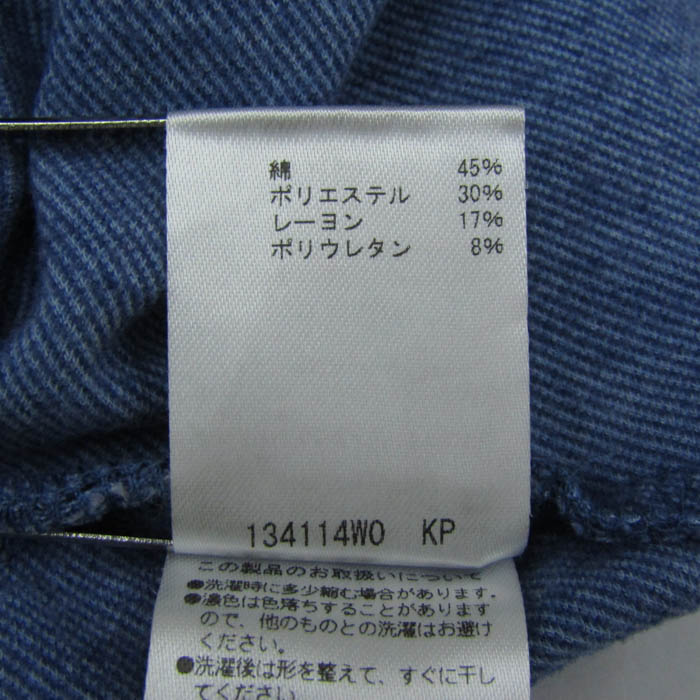 綿 45%
ポリエステル 30%
レーヨン 17%
ポリウレタン 8%
134114WO KP
この製品のお取扱いについて
●洗濯時に多少縮む場合があります。
●濃色は色落ちすることがありますので、他のものとの洗濯はお避け
ください。
●洗濯後は形を整えて、すぐに干し
てください。